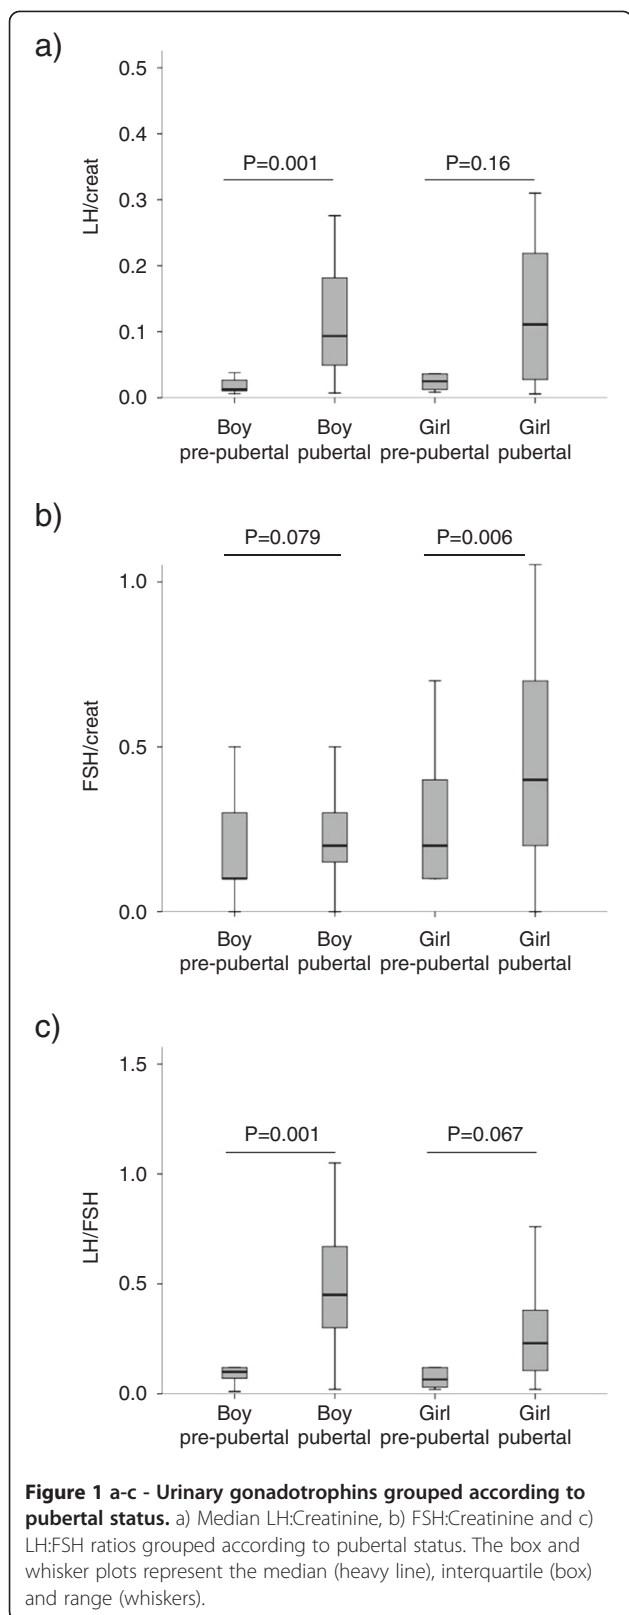 a)
0.5
0.4
0.3
0.2
0.1
0.0
LH/creat
P=0.001
P=0.16
Boy pre-pubertal
Boy pubertal
Girl pre-pubertal
Girl pubertal
b)
1.0
0.5
0.0
FSH/creat
P=0.079
P=0.006
Boy pre-pubertal
Boy pubertal
Girl pre-pubertal
Girl pubertal
c)
1.5
1.0
0.5
0.0
LH/FSH
P=0.001
P=0.067
Boy pre-pubertal
Boy pubertal
Girl pre-pubertal
Girl pubertal
Figure 1 a-c - Urinary gonadotrophins grouped according to
pubertal status. a) Median LH:Creatinine, b) FSH:Creatinine and c)
LH:FSH ratios grouped according to pubertal status. The box and
whisker plots represent the median (heavy line), interquartile (box)
and range (whiskers).